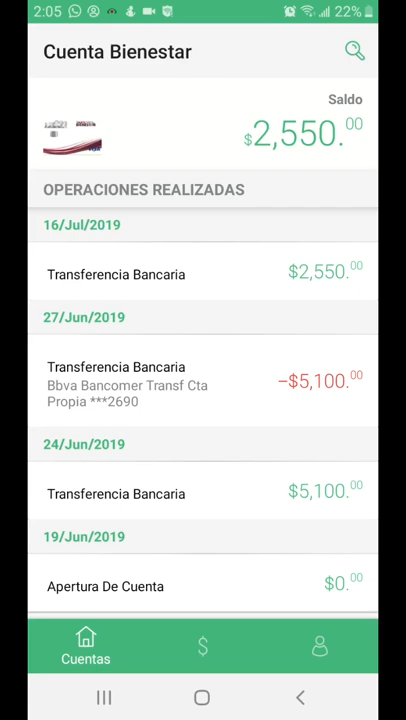 2:05
22%
Cuenta Bienestar
Saldo
$2,550.00
OPERACIONES REALIZADAS
16/Jul/2019
Transferencia Bancaria
$2,550.00
27/Jun/2019
Transferencia Bancaria
Bbva Bancomer Transf Cta
Propia ***2690
–$5,100.00
24/Jun/2019
Transferencia Bancaria
$5,100.00
19/Jun/2019
Apertura De Cuenta
$0.00
$
Cuentas